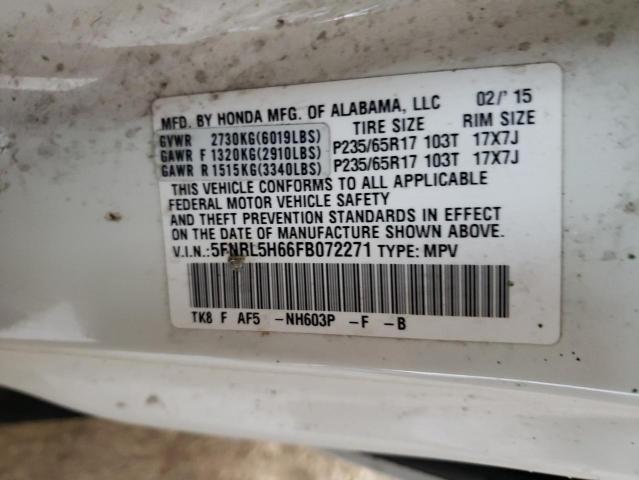 MFD. BY HONDA MFG. OF ALABAMA, LLC 02/'15
TIRE SIZE RIM SIZE
GVWR 2730KG(6019LBS)
GAWR F 1320KG(2910LBS) P235/65R17 103T 17X7J
GAWR R 1515KG(3340LBS) P235/65R17 103T 17X7J
THIS VEHICLE CONFORMS TO ALL APPLICABLE
FEDERAL MOTOR VEHICLE SAFETY
AND THEFT PREVENTION STANDARDS IN EFFECT
ON THE DATE OF MANUFACTURE SHOWN ABOVE.
V.I.N.: 5FNRL5H66FB072271 TYPE: MPV
TK8 F AF5 -NH603P -F -B